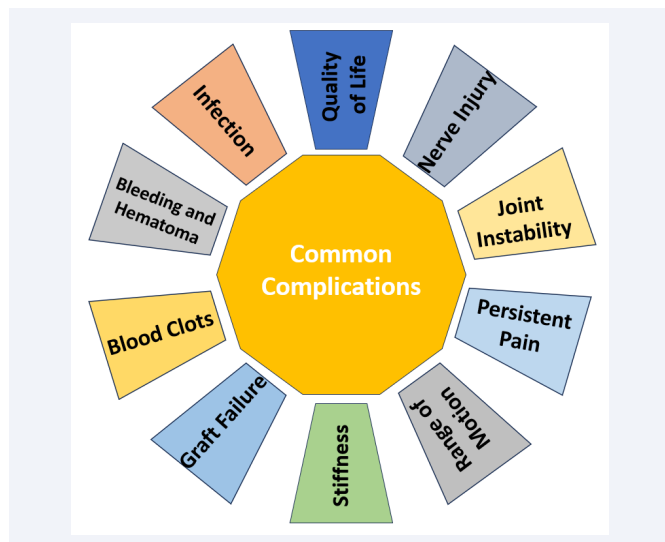 Quality
of Life
Nerve Injury
Joint
Instability
Persistent
Pain
Range of
Motion
Stiffness
Graft Failure
Blood Clots
Bleeding and
Hematoma
Infection
Common
Complications